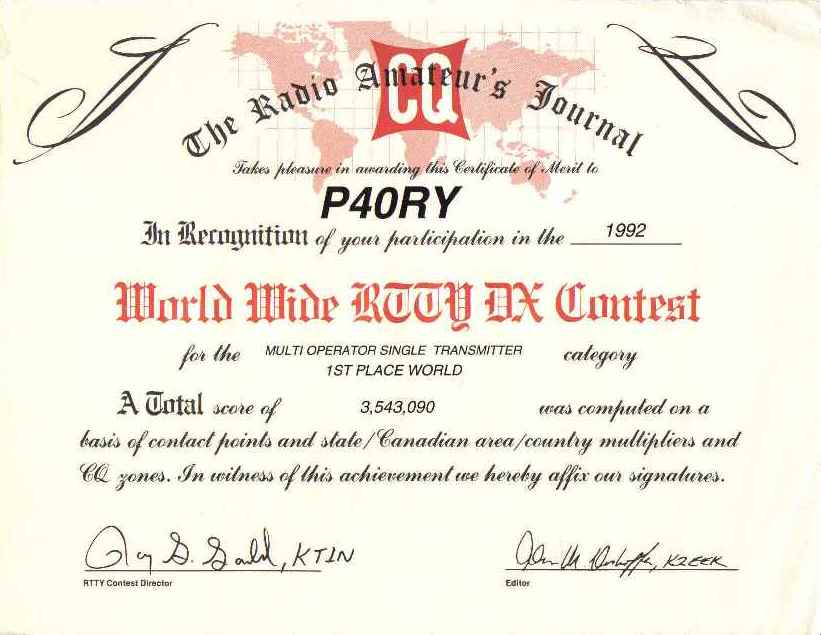 CQ
The Radio Amateur's Journal
Takes pleasure in awarding this Certificate of Merit to
P40RY
In Recognition of your participation in the 1992
World Wide RTTY DX Contest
for the MULTI OPERATOR SINGLE TRANSMITTER category
1ST PLACE WORLD
A Total score of 3,543,090 was computed on a
basis of contact points and state/Canadian area/country multipliers and
CQ zones. In witness of this achievement we hereby affix our signatures.
Roy G. Gould, KT1N
K2EEK
RTTY Contest Director
Editor